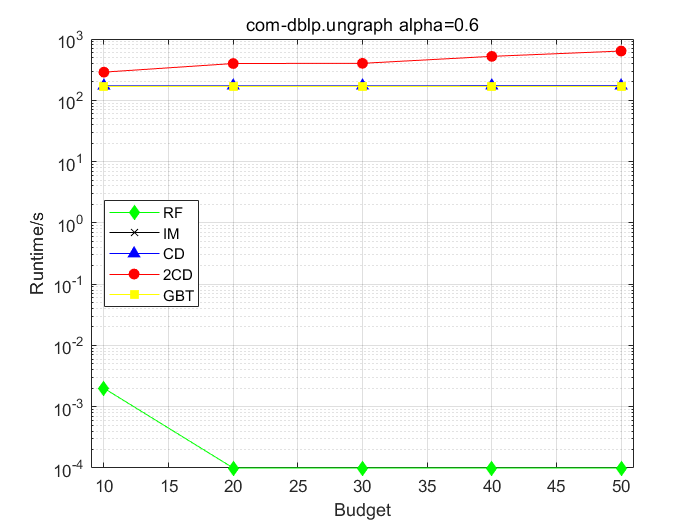 com-dblp.ungraph alpha=0.6
10^3
10^2
10^1
10^0
10^-1
10^-2
10^-3
10^-4
Runtime/s
RF
IM
CD
2CD
GBT
10 15 20 25 30 35 40 45 50
Budget